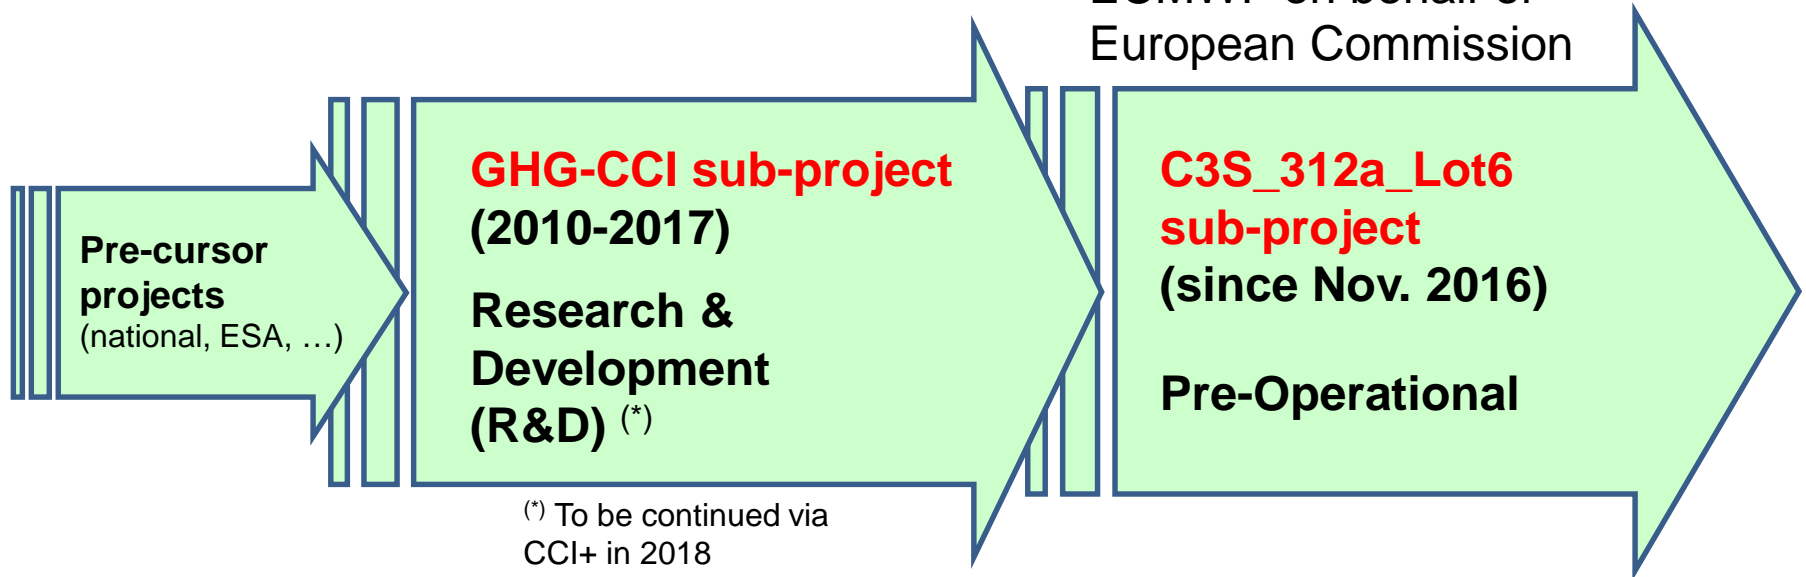 European Commission
Pre-cursor
projects
(national, ESA, …)
GHG-CCI sub-project
(2010-2017)
Research &
Development
(R&D) (*)
(*) To be continued via
CCI+ in 2018
C3S_312a_Lot6
sub-project
(since Nov. 2016)
Pre-Operational